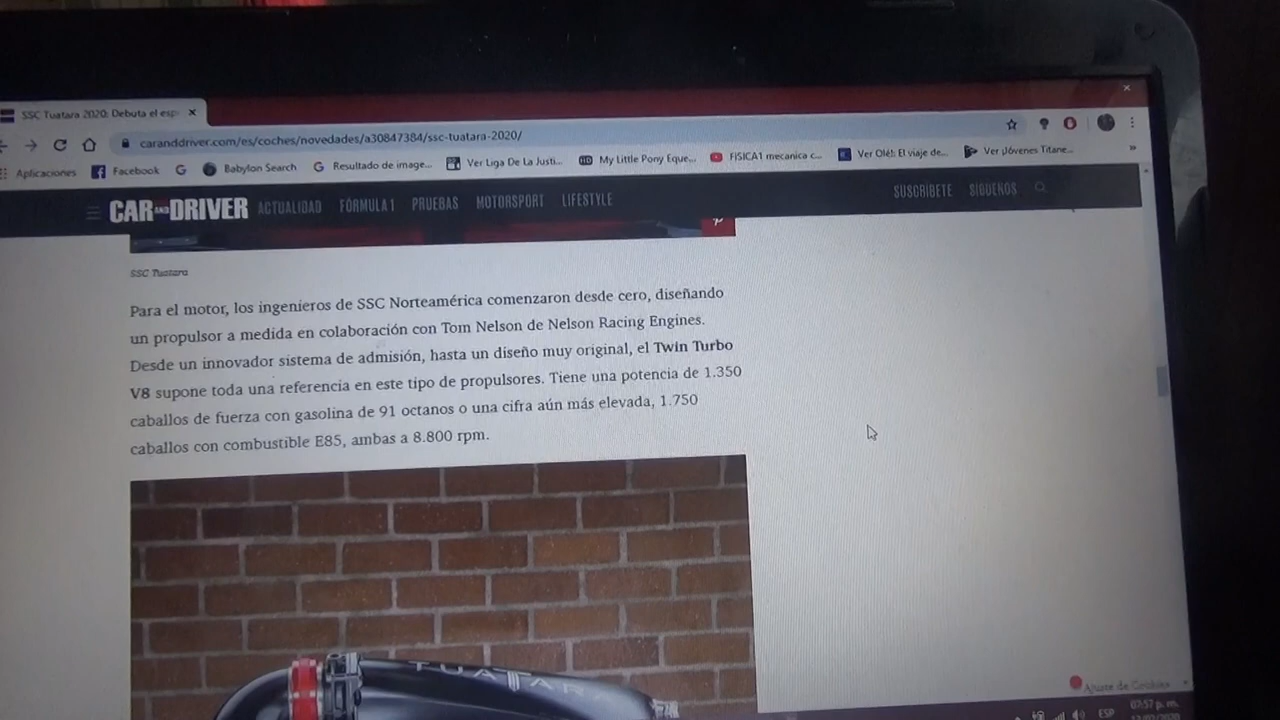 SSC Tuatara 2020: Debuta el esp
caranddriver.com/es/coches/novedades/a30847384/ssc-tuatara-2020/
Aplicaciones Facebook Babylon Search Resultado de image... Ver Liga De La Justi... My Little Pony Eque... FISICA1 mecanica c... Ver Olé!: El viaje de... Ver ¡Jóvenes Titane...
CAR AND DRIVER ACTUALIDAD FÓRMULA 1 PRUEBAS MOTORSPORT LIFESTYLE SUSCRÍBETE SÍGUENOS
SSC Tuatara
Para el motor, los ingenieros de SSC Norteamérica comenzaron desde cero, diseñando
un propulsor a medida en colaboración con Tom Nelson de Nelson Racing Engines.
Desde un innovador sistema de admisión, hasta un diseño muy original, el Twin Turbo
V8 supone toda una referencia en este tipo de propulsores. Tiene una potencia de 1.350
caballos de fuerza con gasolina de 91 octanos o una cifra aún más elevada, 1.750
caballos con combustible E85, ambas a 8.800 rpm.
TUATAR
Ajuste de Cookies
ESP 07:57 p. m.